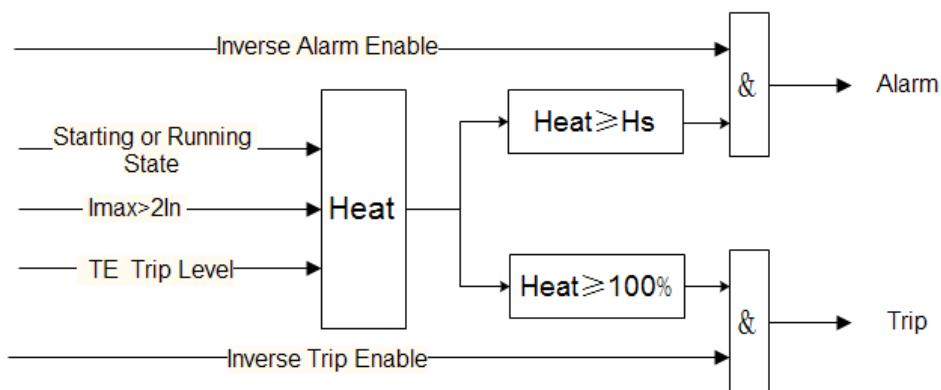 Inverse Alarm Enable
&
Alarm
Heat≥Hs
Starting or Running
State
Imax>2In
Heat
TE Trip Level
Heat≥100%
&
Trip
Inverse Trip Enable